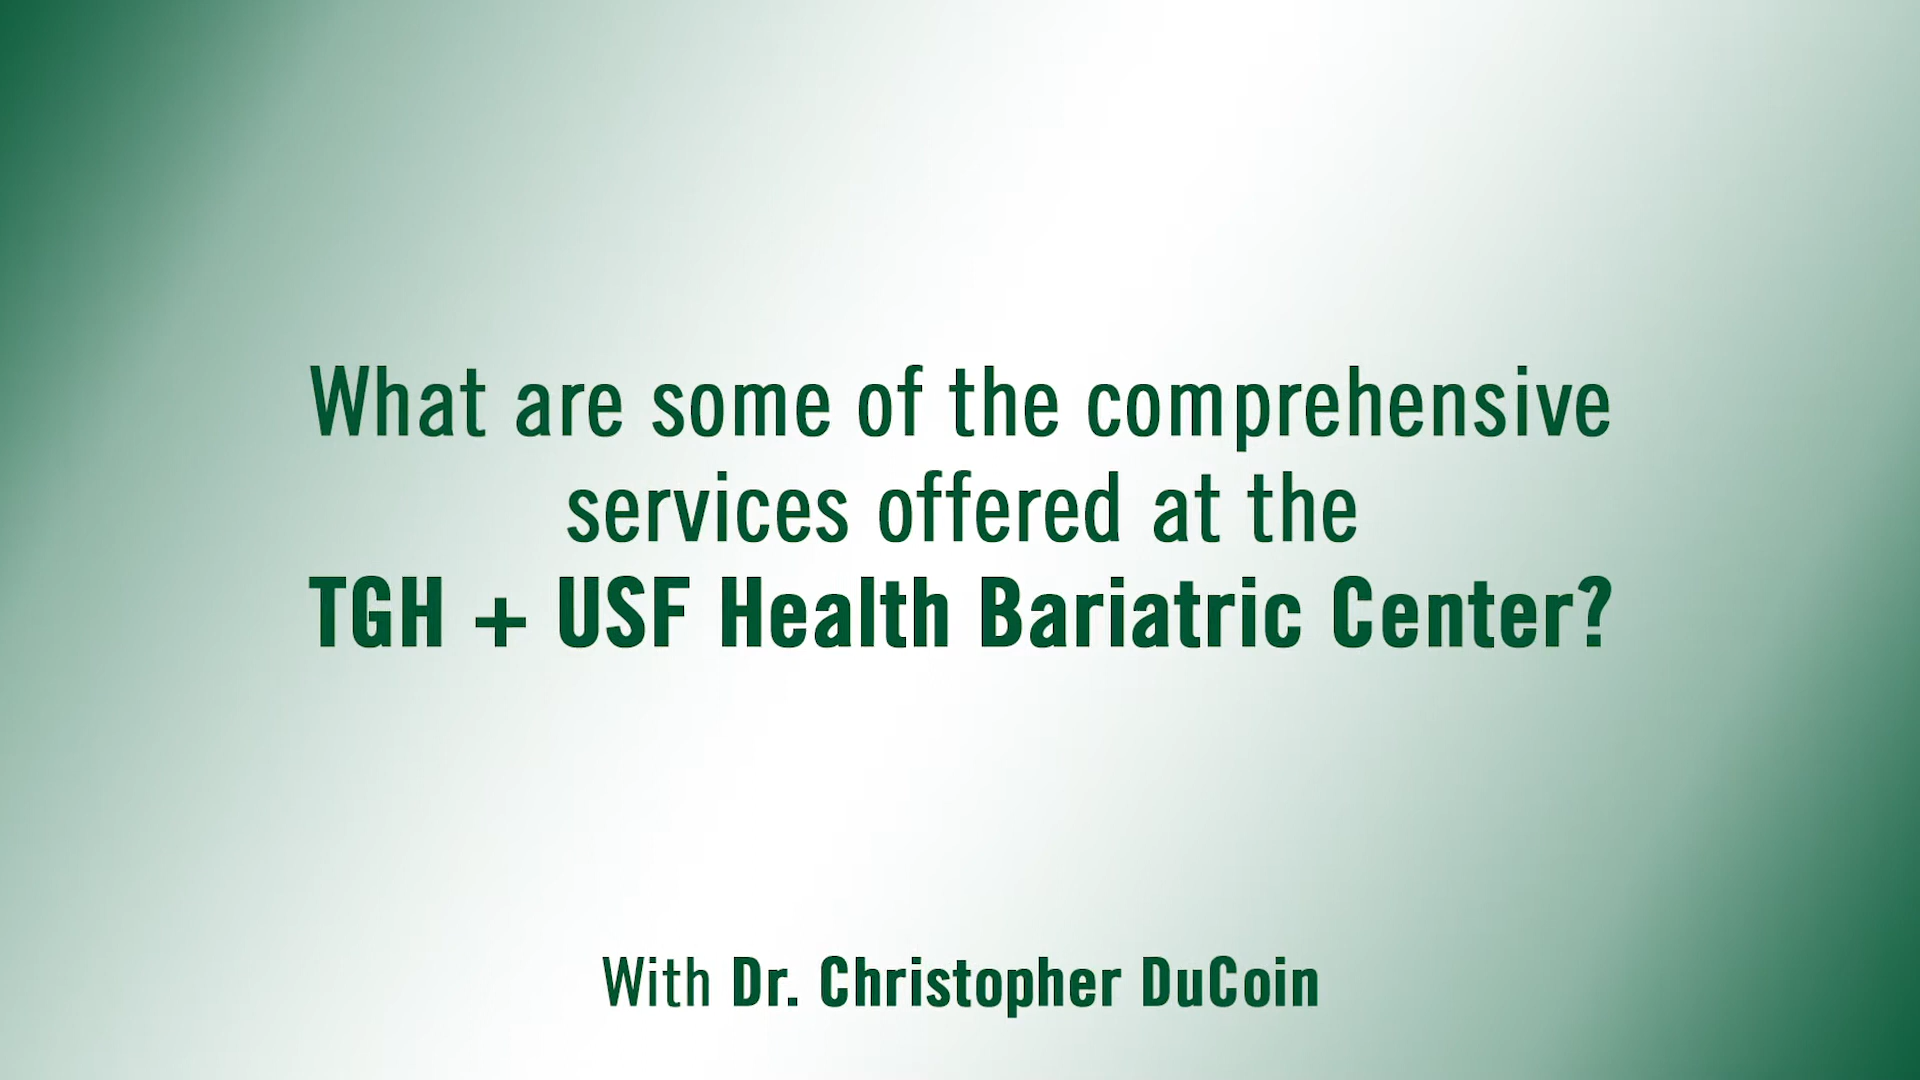 What are some of the comprehensive
services offered at the
TGH + USF Health Bariatric Center?
With Dr. Christopher DuCoin